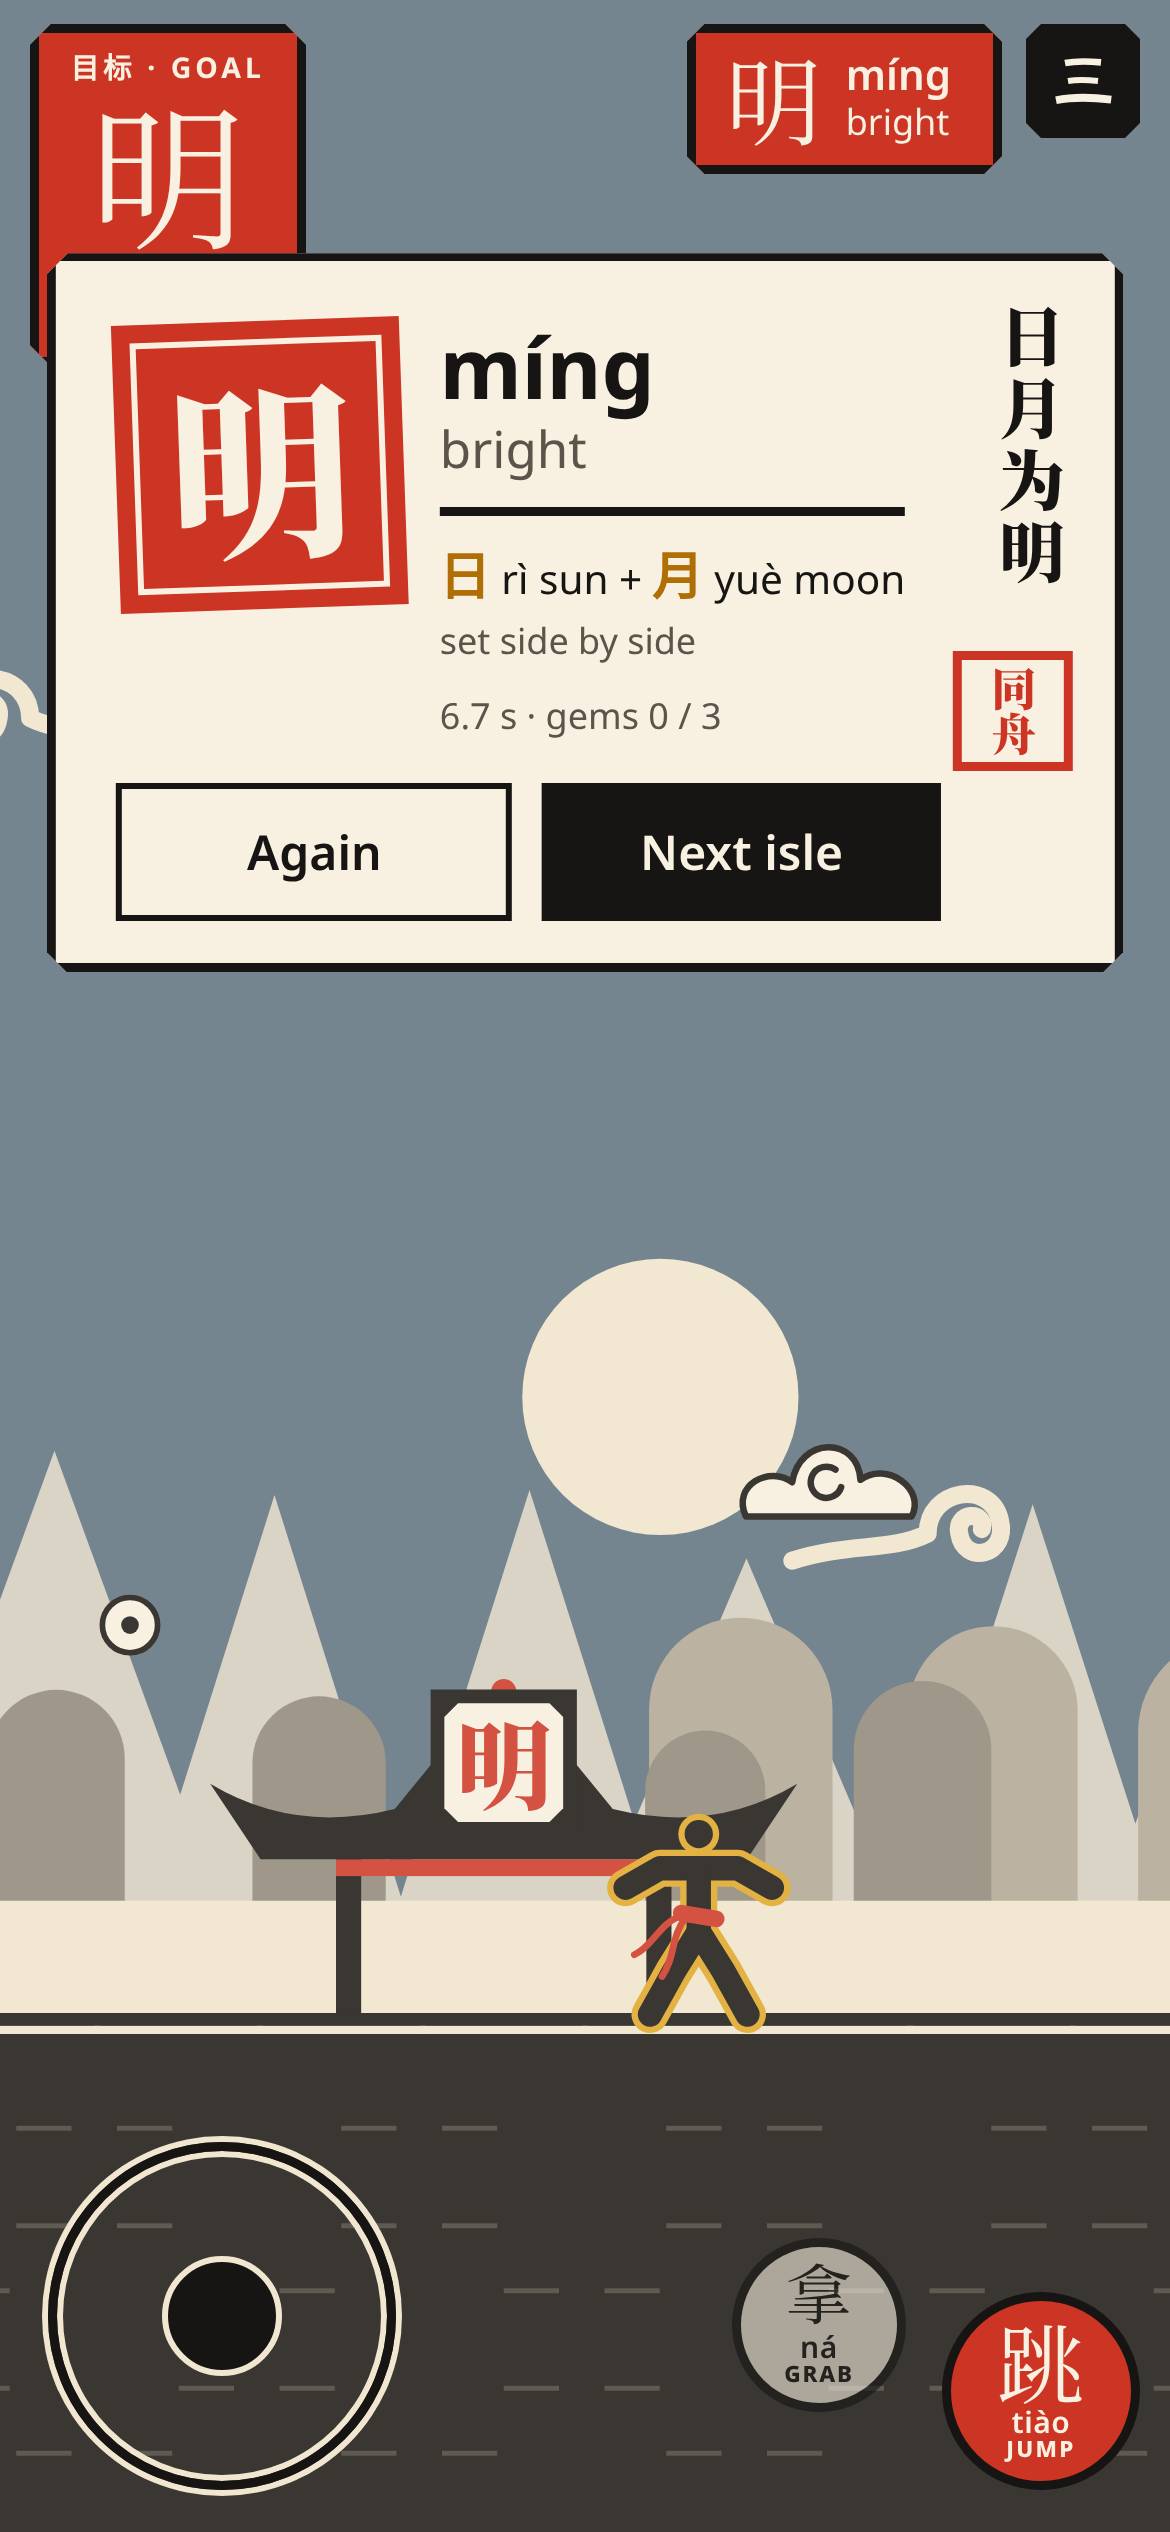 目标 · GOAL
明
明
míng
bright
三
明
míng
bright
日 rì sun + 月 yuè moon
set side by side
6.7 s · gems 0 / 3
日月为明
同舟
Again
Next isle
明
拿
ná
GRAB
跳
tiào
JUMP